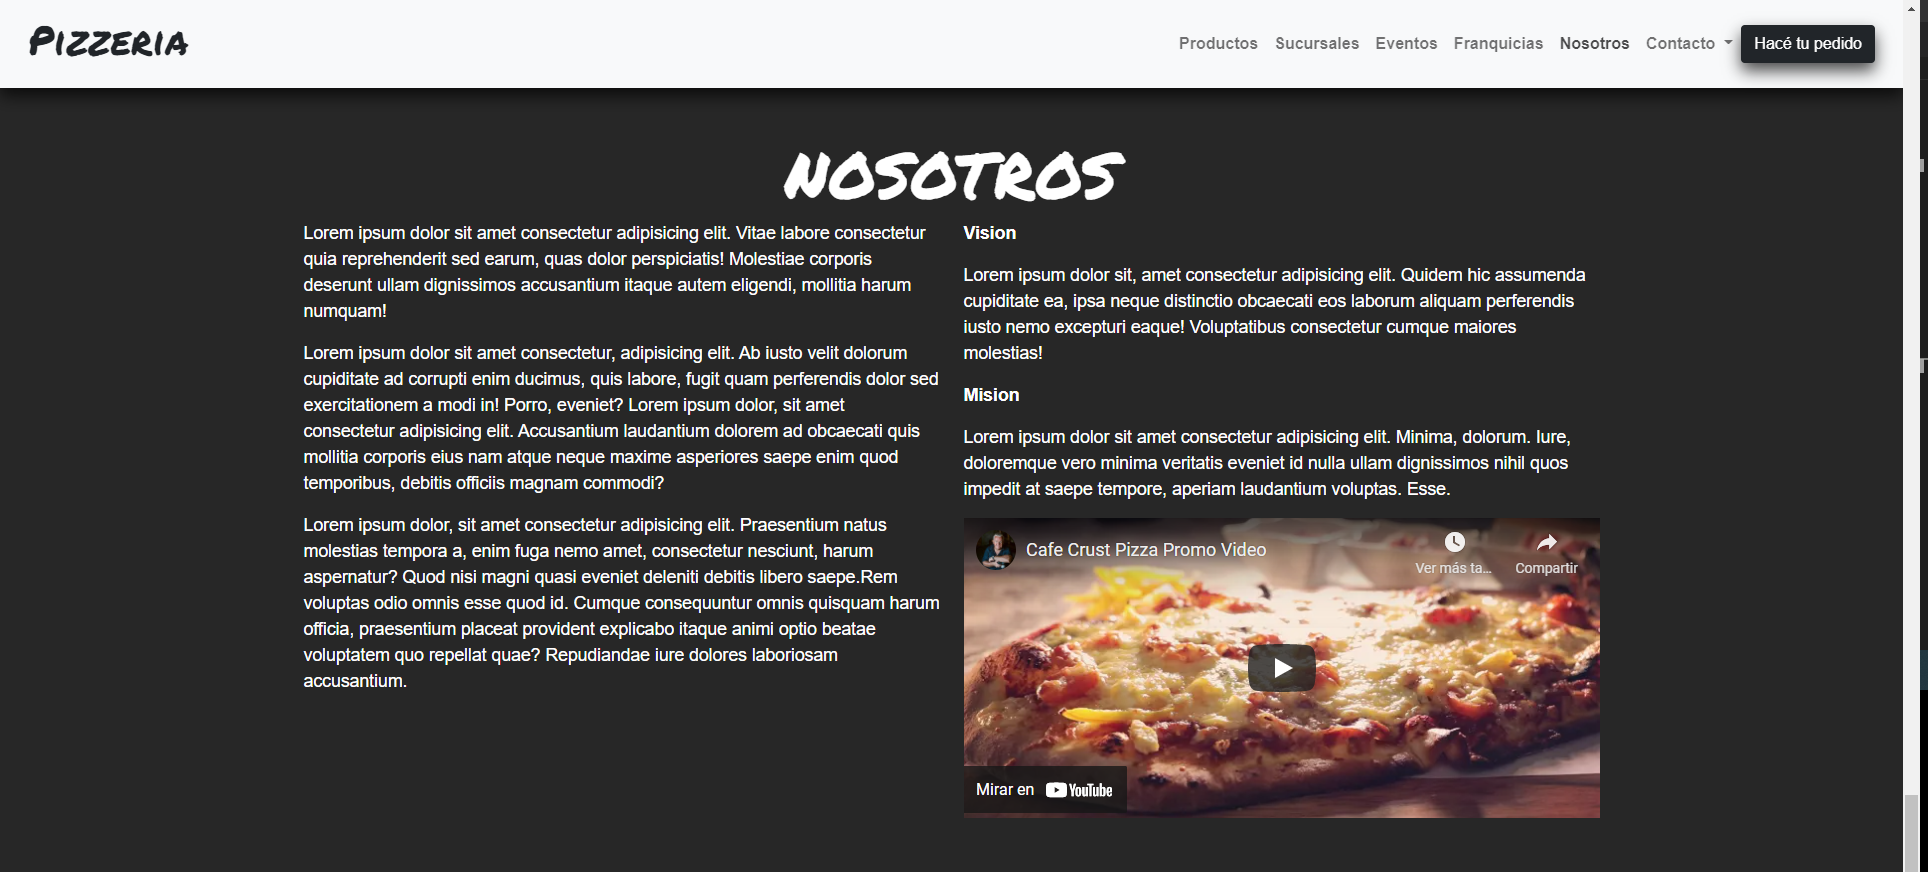 Pizzeria
Productos Sucursales Eventos Franquicias Nosotros Contacto Hacé tu pedido
NOSOTROS
Lorem ipsum dolor sit amet consectetur adipisicing elit. Vitae labore consectetur
quia reprehenderit sed earum, quas dolor perspiciatis! Molestiae corporis
deserunt ullam dignissimos accusantium itaque autem eligendi, mollitia harum
numquam!
Lorem ipsum dolor sit amet consectetur, adipisicing elit. Ab iusto velit dolorum
cupiditate ad corrupti enim ducimus, quis labore, fugit quam perferendis dolor sed
exercitationem a modi in! Porro, eveniet? Lorem ipsum dolor, sit amet
consectetur adipisicing elit. Accusantium laudantium dolorem ad obcaecati quis
mollitia corporis eius nam atque neque maxime asperiores saepe enim quod
temporibus, debitis officiis magnam commodi?
Lorem ipsum dolor, sit amet consectetur adipisicing elit. Praesentium natus
molestias tempora a, enim fuga nemo amet, consectetur nesciunt, harum
aspernatur? Quod nisi magni quasi eveniet deleniti debitis libero saepe.Rem
voluptas odio omnis esse quod id. Cumque consequuntur omnis quisquam harum
officia, praesentium placeat provident explicabo itaque animi optio beatae
voluptatem quo repellat quae? Repudiandae iure dolores laboriosam
accusantium.
Vision
Lorem ipsum dolor sit, amet consectetur adipisicing elit. Quidem hic assumenda
cupiditate ea, ipsa neque distinctio obcaecati eos laborum aliquam perferendis
iusto nemo excepturi eaque! Voluptatibus consectetur cumque maiores
molestias!
Mision
Lorem ipsum dolor sit amet consectetur adipisicing elit. Minima, dolorum. Iure,
doloremque vero minima veritatis eveniet id nulla ullam dignissimos nihil quos
impedit at saepe tempore, aperiam laudantium voluptas. Esse.
Cafe Crust Pizza Promo Video
Ver más ta... Compartir
Mirar en YouTube